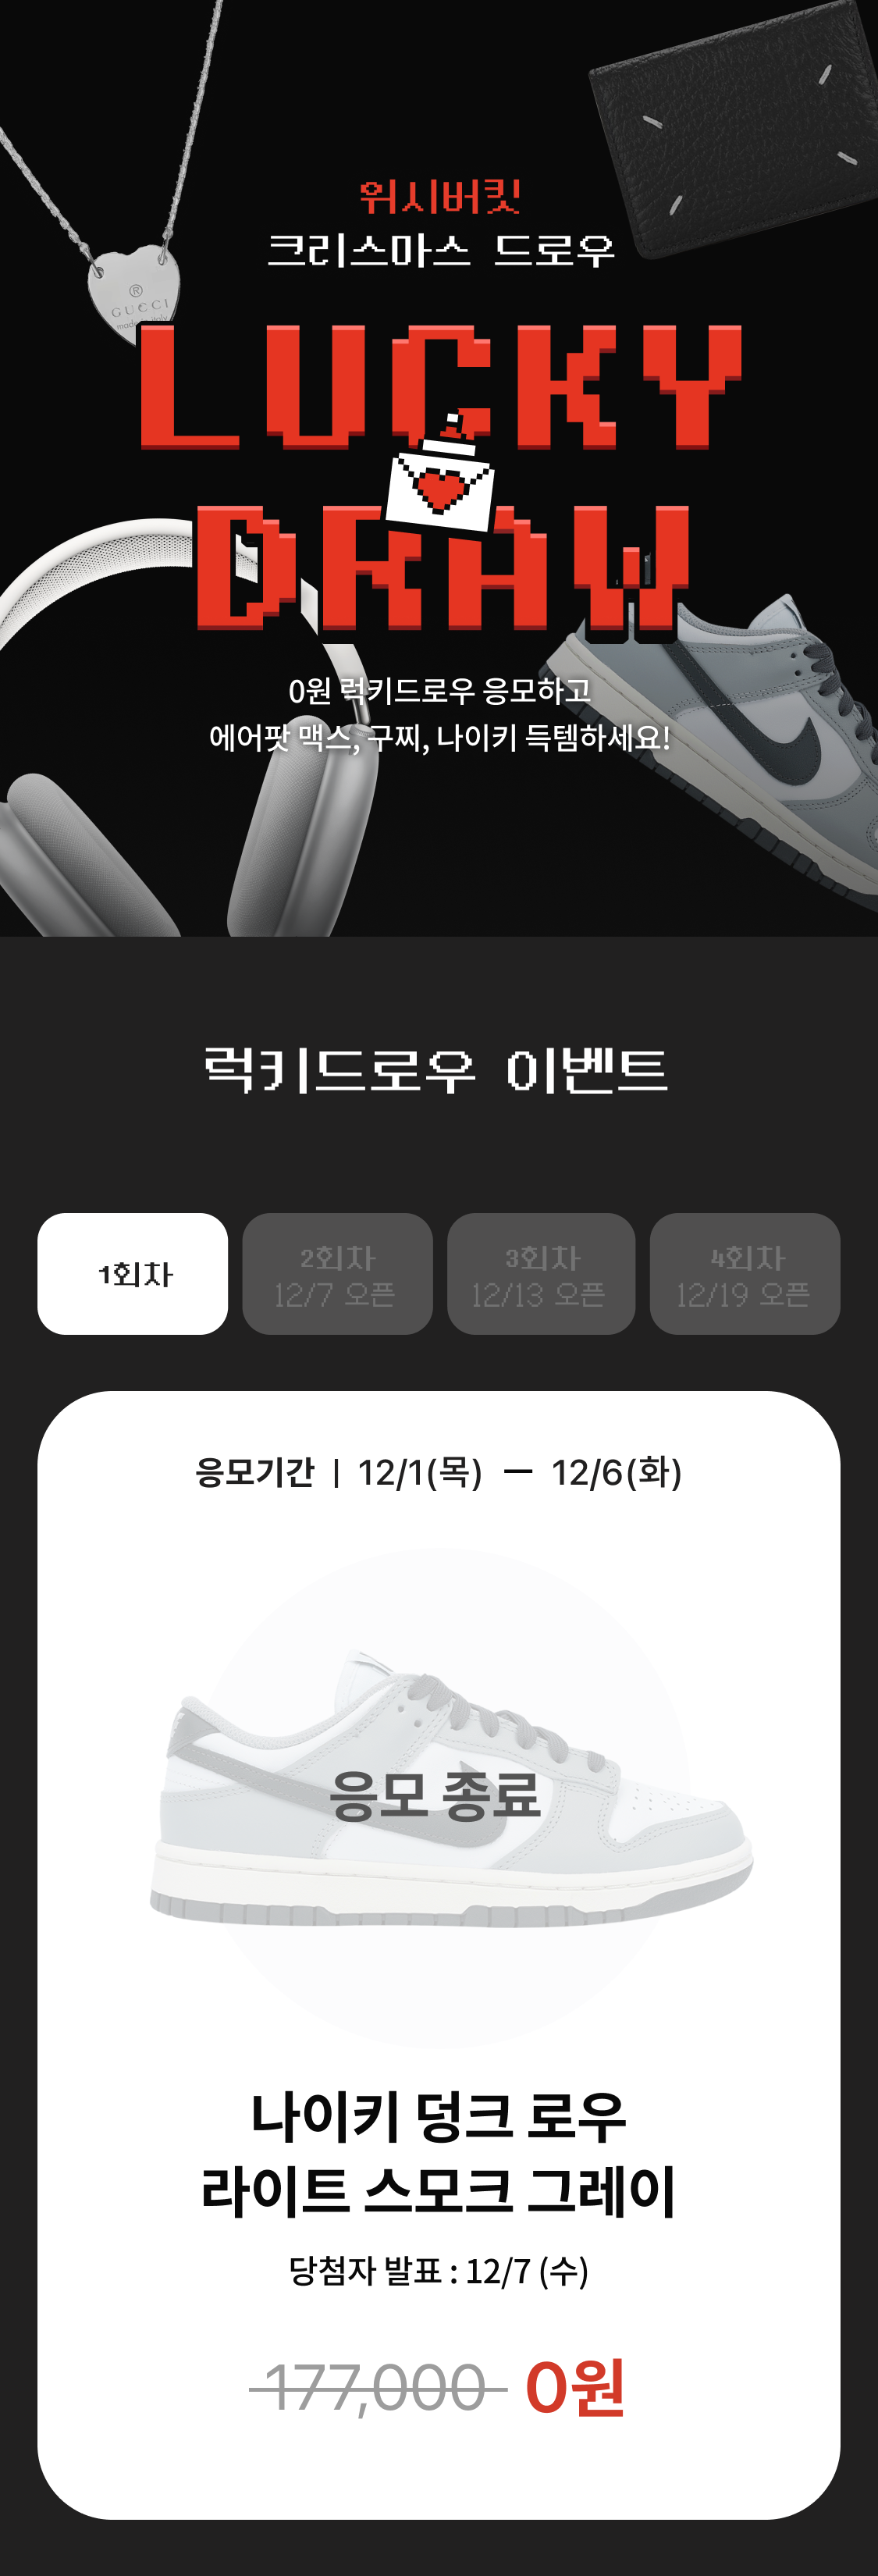 ®
GUCCI
made in italy
위시버킷
크리스마스 드로우
LUCKY
DRAW
0원 럭키드로우 응모하고
에어팟 맥스, 구찌, 나이키 득템하세요!
럭키드로우 이벤트
1회차
2회차
12/7 오픈
3회차
12/13 오픈
4회차
12/19 오픈
응모기간 | 12/1(목) ー 12/6(화)
응모 종료
나이키 덩크 로우
라이트 스모크 그레이
당첨자 발표 : 12/7 (수)
177,000 0원